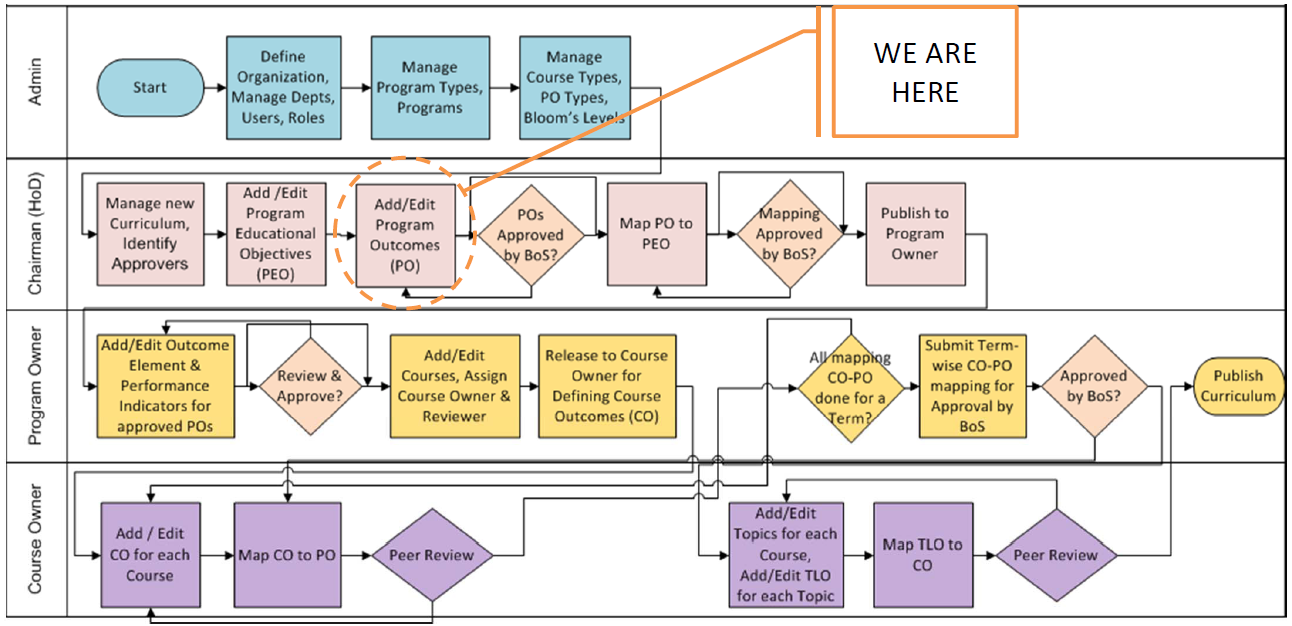 WE ARE
HERE
Admin
Start
Define
Organization,
Manage Depts,
Users, Roles
Manage
Program Types,
Programs
Manage
Course Types,
PO Types,
Bloom's Levels
Chairman (HoD)
Manage new
Curriculum,
Identify
Approvers
Add /Edit
Program
Educational
Objectives
(PEO)
Add/Edit
Program
Outcomes
(PO)
POs
Approved
by BoS?
Map PO to
PEO
Mapping
Approved
by BoS?
Publish to
Program
Owner
Program Owner
Add/Edit Outcome
Element &
Performance
Indicators for
approved POs
Review &
Approve?
Add/Edit
Courses, Assign
Course Owner &
Reviewer
Release to Course
Owner for
Defining Course
Outcomes (CO)
All mapping
CO-PO
done for a
Term?
Submit Term-
wise CO-PO
mapping for
Approval by
BoS
Approved
by BoS?
Publish
Curriculum
Course Owner
Add / Edit
CO for each
Course
Map CO to PO
Peer Review
Add/Edit
Topics for each
Course,
Add/Edit TLO
for each Topic
Map TLO to
CO
Peer Review